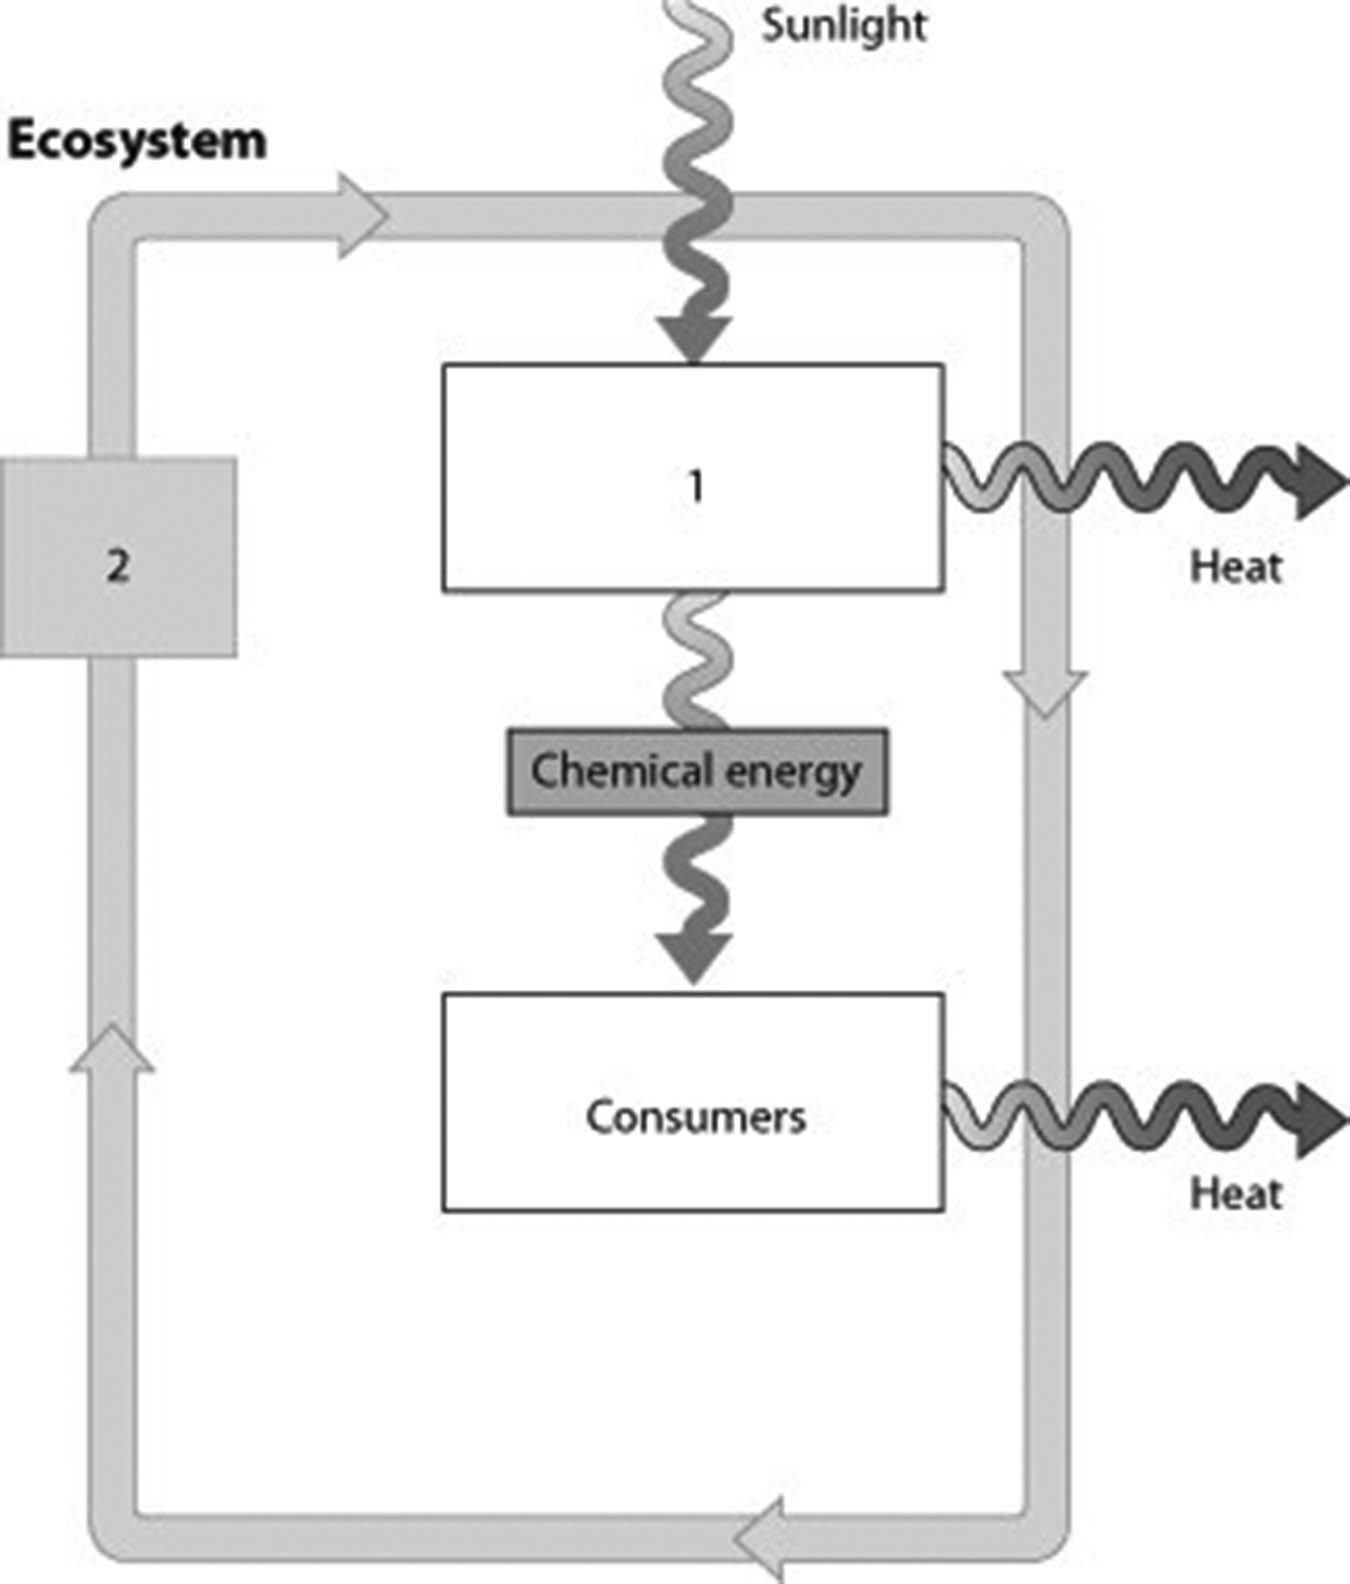 Sunlight
Ecosystem
1
Heat
2
Chemical energy
Consumers
Heat